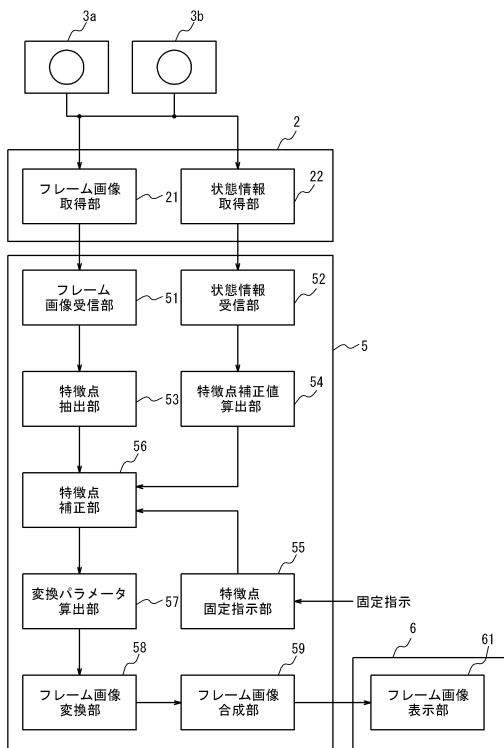 3a
3b
2
フレーム画像
取得部
21
状態情報
取得部
22
フレーム
画像受信部
51
状態情報
受信部
52
5
特徴点
抽出部
53
特徴点補正値
算出部
54
特徴点
補正部
56
変換パラメータ
算出部
57
特徴点
固定指示部
55
固定指示
フレーム画像
変換部
58
フレーム画像
合成部
59
6
フレーム画像
表示部
61